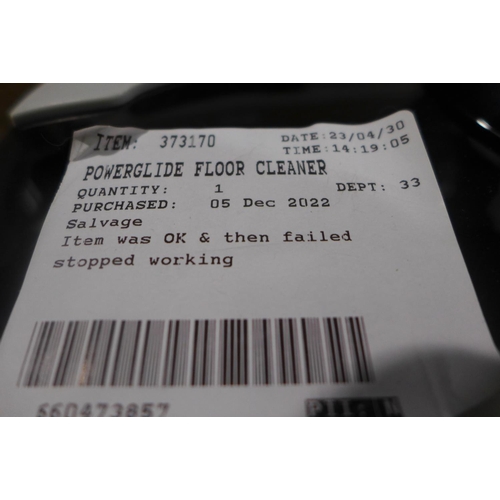 ITEM: 373170 DATE:23/04/30
TIME:14:19:05
POWERGLIDE FLOOR CLEANER
QUANTITY: 1 DEPT: 33
PURCHASED: 05 Dec 2022
Salvage
Item was OK & then failed
stopped working
660473857